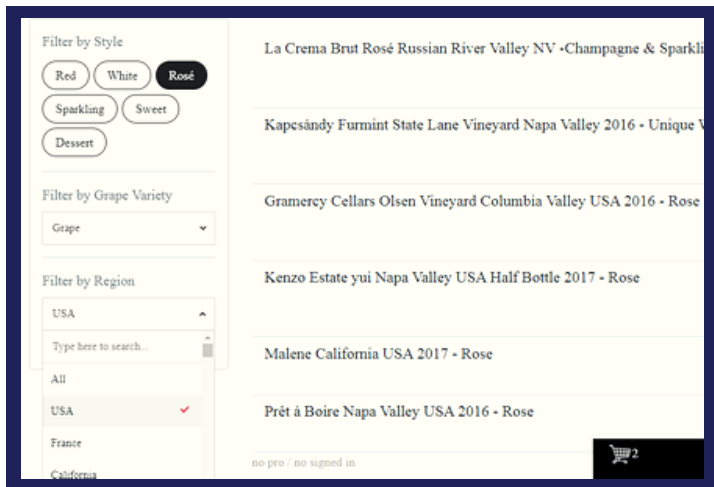 Filter by Style
Red White Rosé
Sparkling Sweet
Dessert
Filter by Grape Variety
Grape
Filter by Region
USA
Type here to search...
All
USA
France
California
La Crema Brut Rosé Russian River Valley NV -Champagne & Sparkli
Kapcsándy Furmint State Lane Vineyard Napa Valley 2016 - Unique W
Gramercy Cellars Olsen Vineyard Columbia Valley USA 2016 - Rose
Kenzo Estate yui Napa Valley USA Half Bottle 2017 - Rose
Malene California USA 2017 - Rose
Prêt à Boire Napa Valley USA 2016 - Rose
no pro / no signed in
2